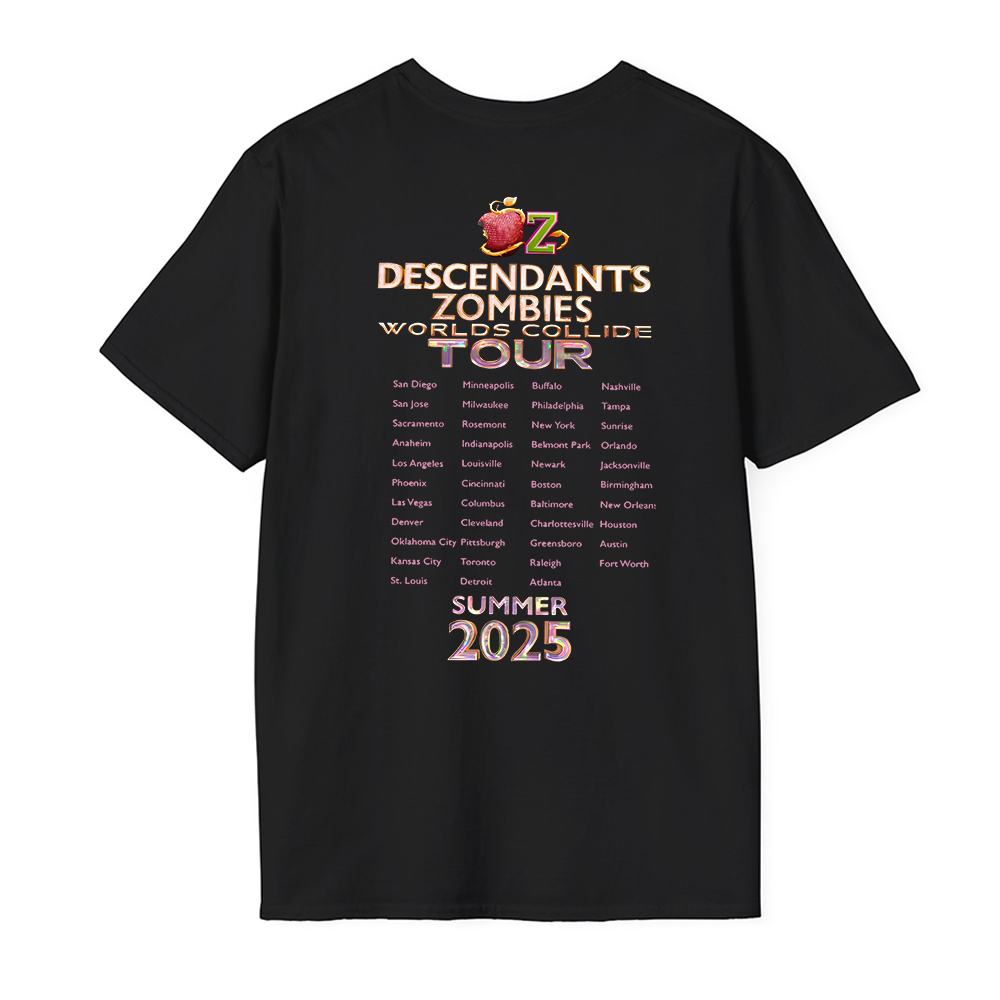 Z
DESCENDANTS
ZOMBIES
WORLDS COLLIDE
TOUR
San Diego
San Jose
Sacramento
Anaheim
Los Angeles
Phoenix
Las Vegas
Denver
Oklahoma City
Kansas City
St. Louis
Minneapolis
Milwaukee
Rosemont
Indianapolis
Louisville
Cincinnati
Columbus
Cleveland
Pittsburgh
Toronto
Detroit
Buffalo
Philadelphia
New York
Belmont Park
Newark
Boston
Baltimore
Charlottesville
Greensboro
Raleigh
Atlanta
Nashville
Tampa
Sunrise
Orlando
Jacksonville
Birmingham
New Orleans
Houston
Austin
Fort Worth
SUMMER
2025